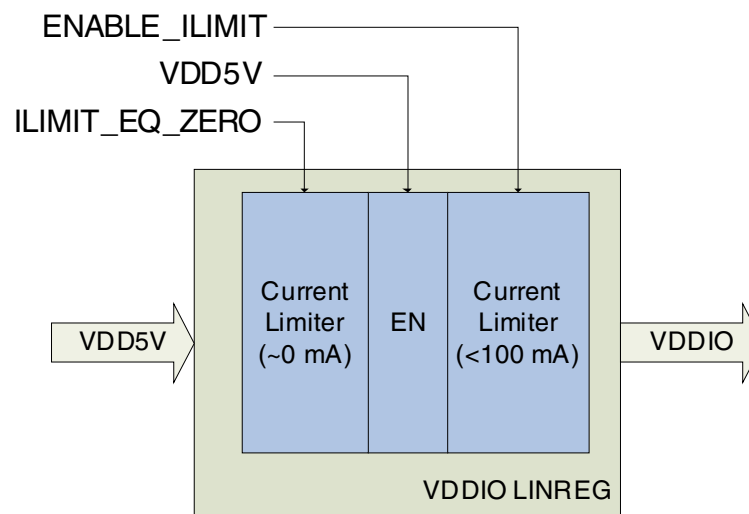 ENABLE_ILIMIT
VDD5V
ILIMIT_EQ_ZERO
Current
Limiter
(~0 mA)
EN
Current
Limiter
(<100 mA)
VDD5V
VDDIO
VDDIO LINREG